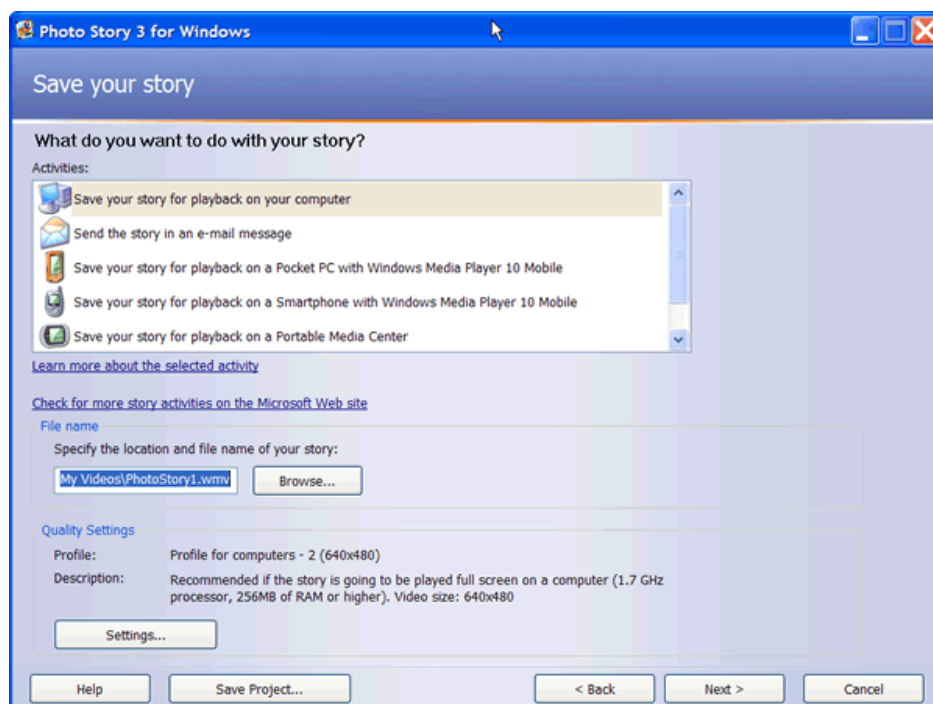 Photo Story 3 for Windows
Save your story
What do you want to do with your story?
Activities:
Save your story for playback on your computer
Send the story in an e-mail message
Save your story for playback on a Pocket PC with Windows Media Player 10 Mobile
Save your story for playback on a Smartphone with Windows Media Player 10 Mobile
Save your story for playback on a Portable Media Center
Learn more about the selected activity
Check for more story activities on the Microsoft Web site
File name
Specify the location and file name of your story:
My Videos\PhotoStory1.wmv
Browse...
Quality Settings
Profile: Profile for computers - 2 (640x480)
Description: Recommended if the story is going to be played full screen on a computer (1.7 GHz
processor, 256MB of RAM or higher). Video size: 640x480
Settings...
Help Save Project... < Back Next > Cancel